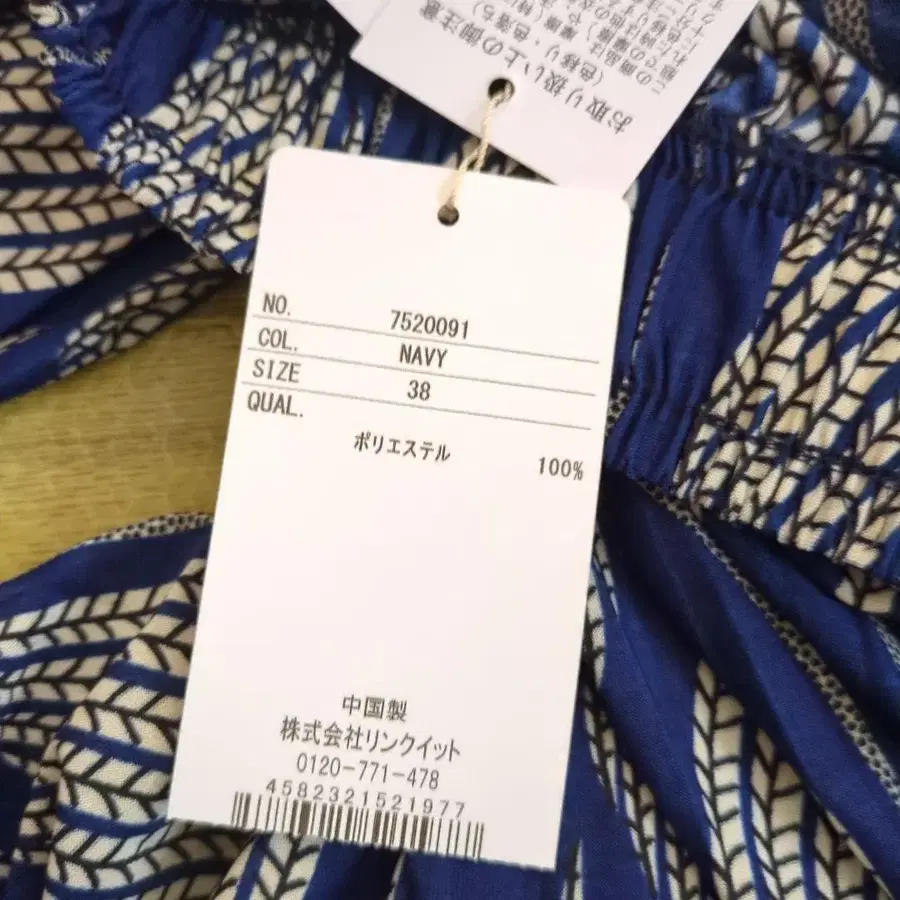 お取り扱い上の御注意
NO. 7520091
COL. NAVY
SIZE 38
QUAL.
ポリエステル 100%
中国製
株式会社リンクイット
0120-771-478
4582321521977